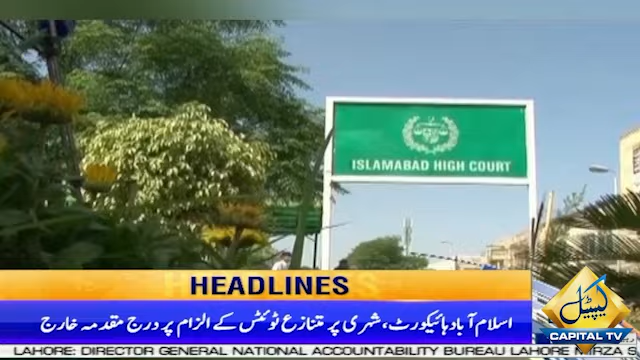 ISLAMABAD HIGH COURT
HEADLINES
اسلام آباد ہائیکورٹ، شہری پر متنازع ٹوئٹس کے الزام پر درج مقدمہ خارج
کیپیٹل
CAPITAL TV
LAHORE: DIRECTOR GENERAL NATIONAL ACCOUNTABILITY BUREAU LAHORE